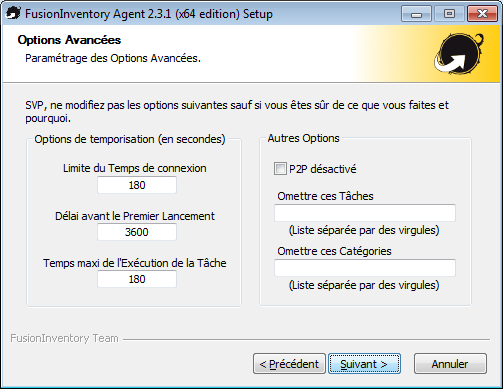 FusionInventory Agent 2.3.1 (x64 edition) Setup
Options Avancées
Paramétrage des Options Avancées.
SVP, ne modifiez pas les options suivantes sauf si vous êtes sûr de ce que vous faites et
pourquoi.
Options de temporisation (en secondes)
Limite du Temps de connexion
180
Délai avant le Premier Lancement
3600
Temps maxi de l'Exécution de la Tâche
180
Autres Options
P2P désactivé
Omettre ces Tâches
(Liste séparée par des virgules)
Omettre ces Catégories
(Liste séparée par des virgules)
FusionInventory Team
< Précédent
Suivant >
Annuler